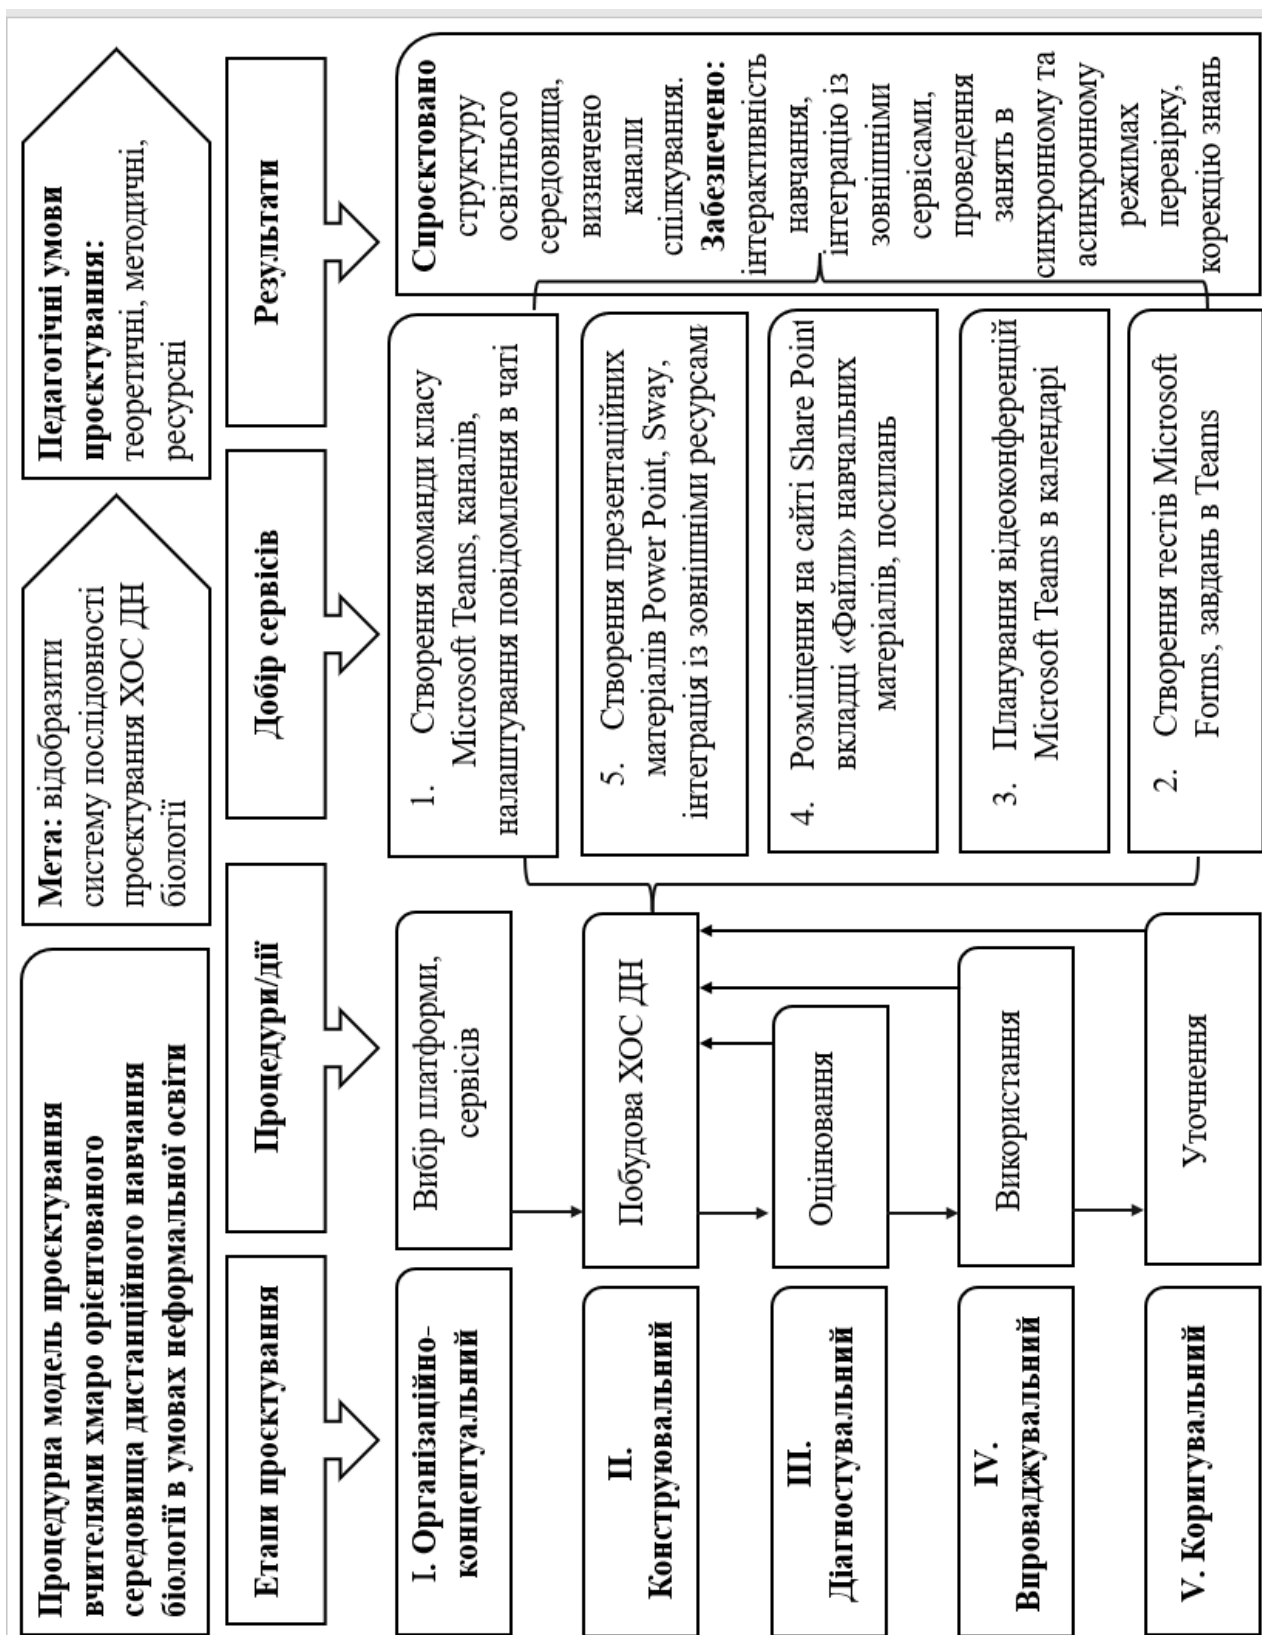 Процедурна модель проєктування
вчителями хмаро орієнтованого
середовища дистанційного навчання
біології в умовах неформальної освіти
Мета: відобразити
систему послідовності
проєктування ХОС ДН
біології
Педагогічні умови
проєктування:
теоретичні, методичні,
ресурсні
Етапи проєктування
Процедури/дії
Добір сервісів
Результати
І. Організаційно-
концептуальний
ІІ.
Конструювальний
ІІІ.
Діагностувальний
IV.
Впроваджувальний
V. Коригувальний
Вибір платформи,
сервісів
Побудова ХОС ДН
Оцінювання
Використання
Уточнення
1. Створення команди класу
Microsoft Teams, каналів,
налаштування повідомлення в чаті
5. Створення презентаційних
матеріалів Power Point, Sway,
інтеграція із зовнішніми ресурсами
4. Розміщення на сайті Share Point
вкладці «Файли» навчальних
матеріалів, посилань
3. Планування відеоконференцій
Microsoft Teams в календарі
2. Створення тестів Microsoft
Forms, завдань в Teams
Спроєктовано
структуру
освітнього
середовища,
визначено
канали
спілкування.
Забезпечено:
інтерактивність
навчання,
інтеграцію із
зовнішніми
сервісами,
проведення
занять в
синхронному та
асинхронному
режимах
перевірку,
корекцію знань